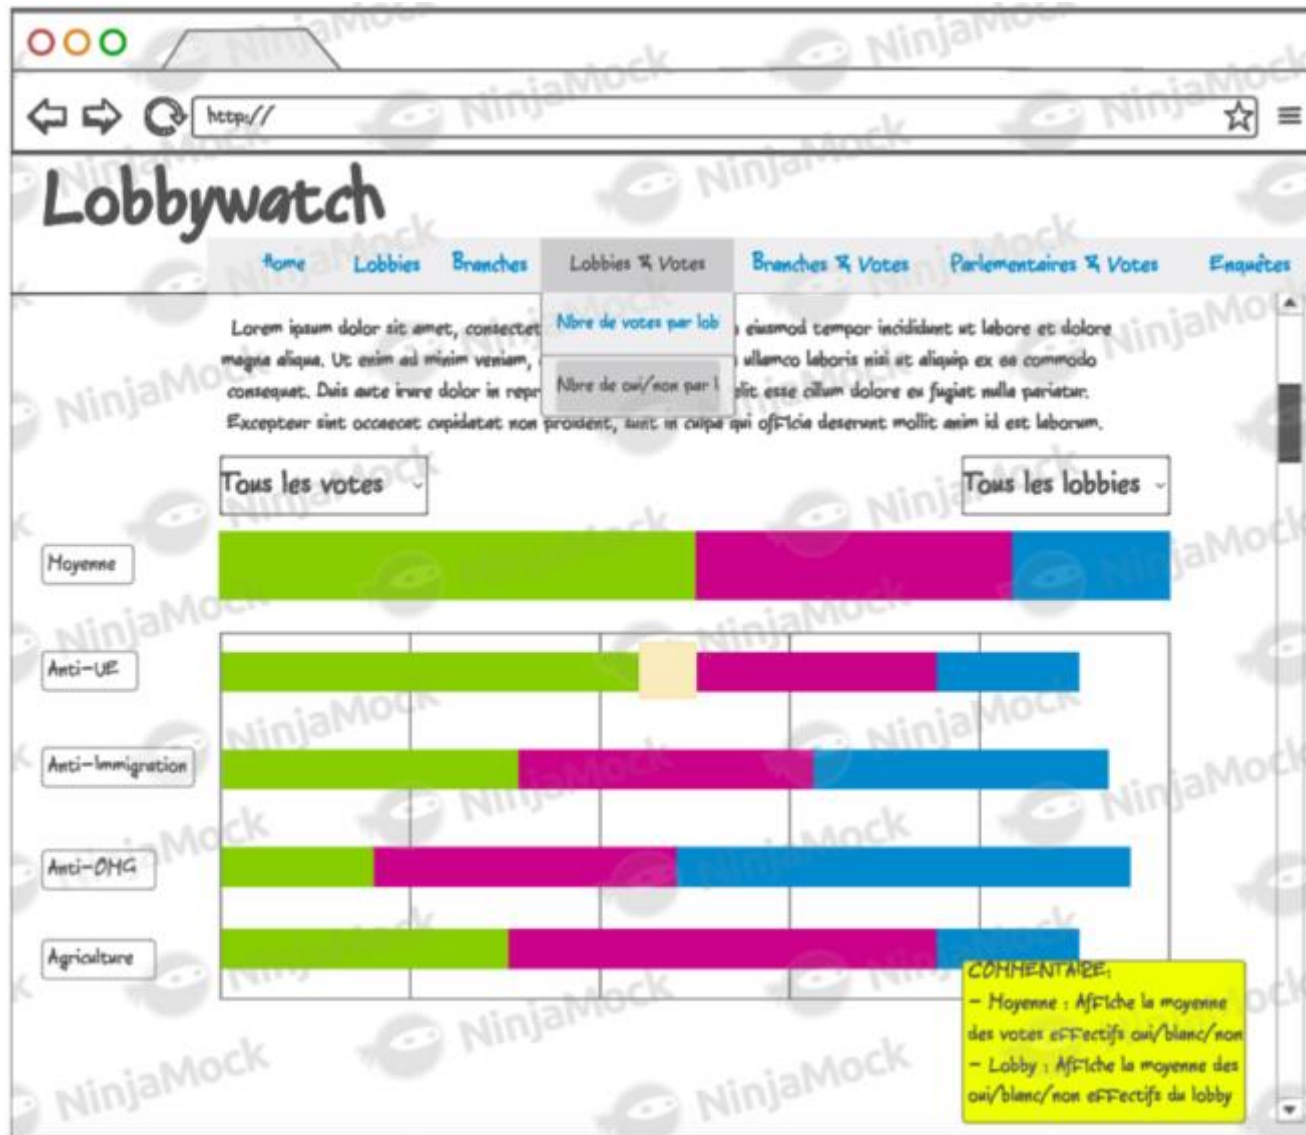 http://
Lobbywatch
Home Lobbies Branches Lobbies & Votes Branches & Votes Parlementaires & Votes Enquêtes
Nbre de votes par lob
Nbre de oui/non par l
Lorem ipsum dolor sit amet, consectet eiusmod tempor incididunt ut labore et dolore
magna aliqua. Ut enim ad minim veniam, ullamco laboris nisi ut aliquip ex ea commodo
consequat. Duis aute irure dolor in repr elit esse cillum dolore eu fugiat nulla pariatur.
Excepteur sint occaecat cupidatat non proident, sunt in culpa qui officia deserunt mollit anim id est laborum.
Tous les votes Tous les lobbies
Moyenne
Anti-UE
Anti-Immigration
Anti-OMG
Agriculture
COMMENTAIRE:
- Moyenne : Affiche la moyenne
des votes effectifs oui/blanc/non
- Lobby : Affiche la moyenne des
oui/blanc/non effectifs du lobby
NinjaMock